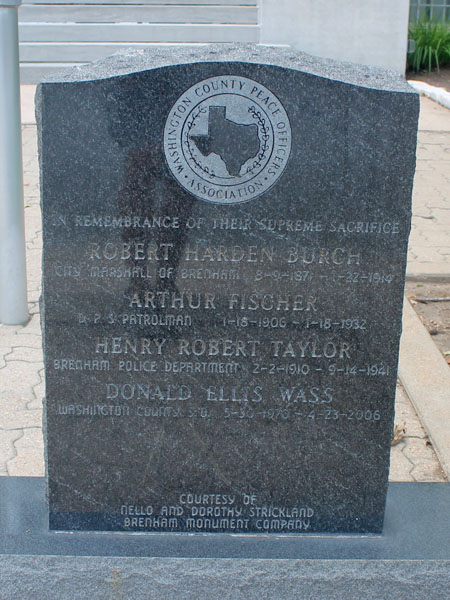 WASHINGTON COUNTY PEACE OFFICERS
• ASSOCIATION •
IN REMEMBRANCE OF THEIR SUPREME SACRIFICE
ROBERT HARDEN BURCH
CITY MARSHALL OF BRENHAM 8-9-1871 - 1-22-1914
ARTHUR FISCHER
D.P.S. PATROLMAN 1-18-1906 - 1-18-1932
HENRY ROBERT TAYLOR
BRENHAM POLICE DEPARTMENT 2-2-1910 - 9-14-1941
DONALD ELLIS WASS
WASHINGTON COUNTY S.O. 5-30-1970 - 4-23-2006
COURTESY OF
NELLO AND DOROTHY STRICKLAND
BRENHAM MONUMENT COMPANY